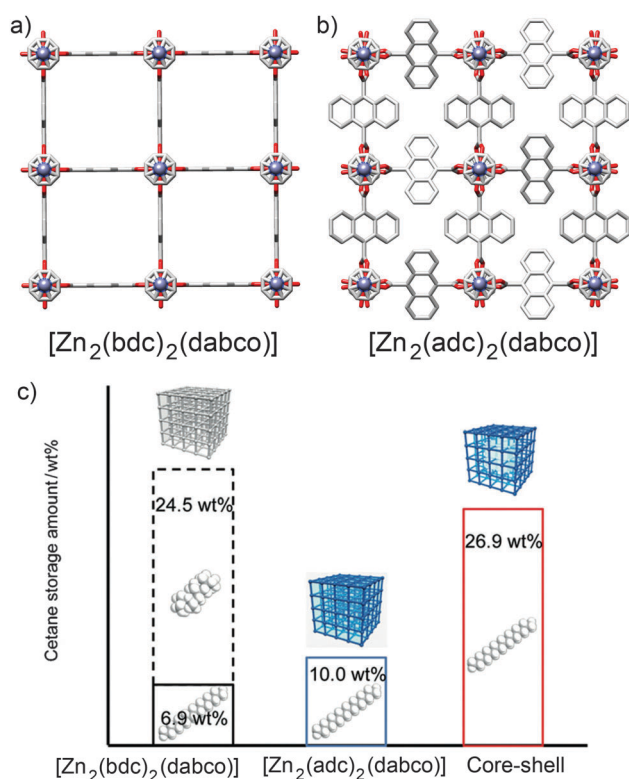 a)
b)
[Zn2(bdc)2(dabco)]
[Zn2(adc)2(dabco)]
c)
Cetane storage amount/wt%
24.5 wt%
6.9 wt%
10.0 wt%
26.9 wt%
[Zn2(bdc)2(dabco)]
[Zn2(adc)2(dabco)]
Core-shell